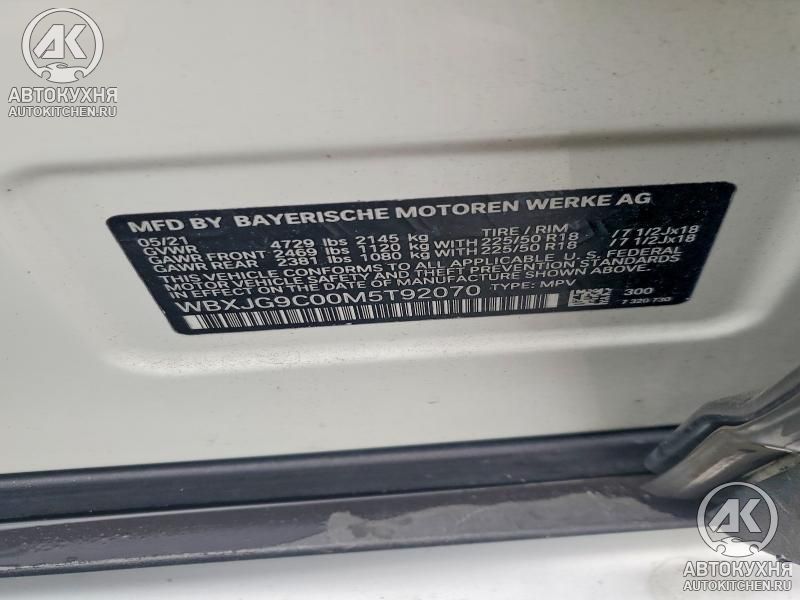 АК
АВТОКУХНЯ
AUTOKITCHEN.RU
MFD BY BAYERISCHE MOTOREN WERKE AG
05/21 TIRE/RIM
GVWR 4729 lbs 2145 kg
GAWR FRONT: 2469 lbs 1120 kg WITH 225/50 R18 /7 1/2Jx18
GAWR REAR 2381 lbs 1080 kg WITH 225/50 R18 /7 1/2Jx18
THIS VEHICLE CONFORMS TO ALL APPLICABLE U. S. FEDERAL
MOTOR VEHICLE SAFETY AND THEFT PREVENTION STANDARDS
IN EFFECT ON THE DATE OF MANUFACTURE SHOWN ABOVE.
WBXJG9C00M5T92070 TYPE: MPV
300
7 320 730
АК
АВТОКУХНЯ
AUTOKITCHEN.RU